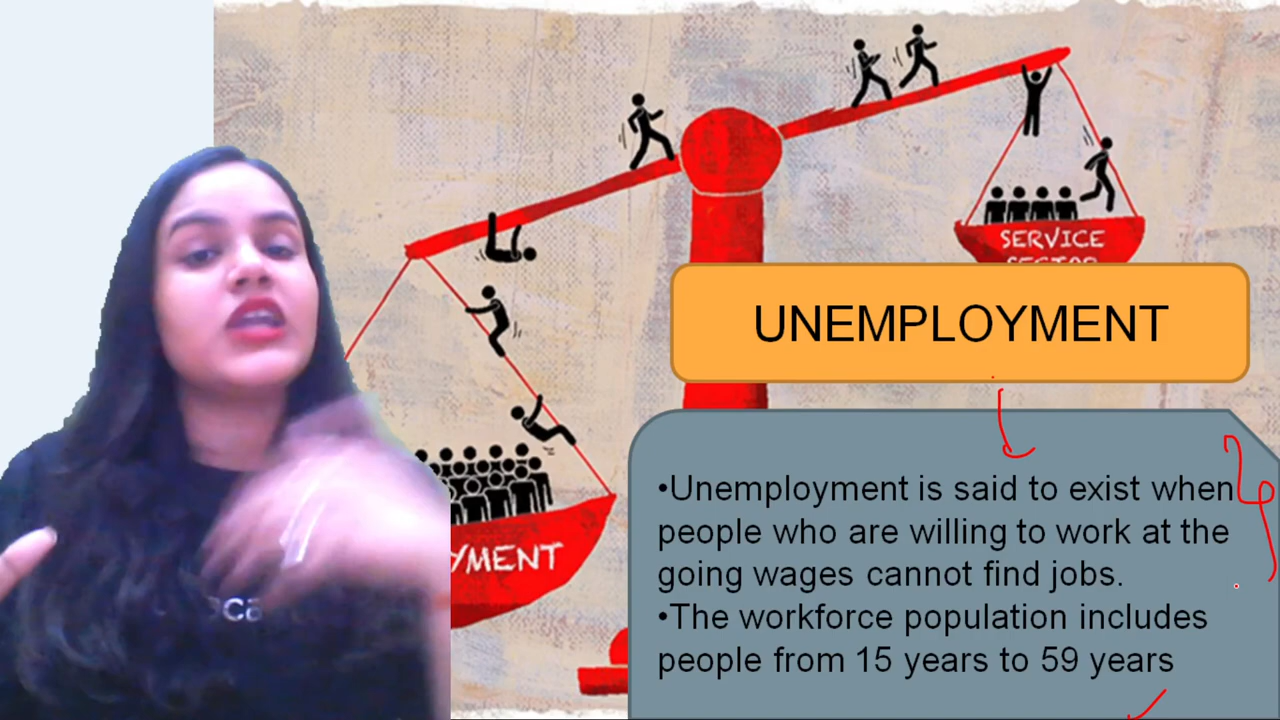 SERVICE
SECTOR
UNEMPLOYMENT
•Unemployment is said to exist when
people who are willing to work at the
going wages cannot find jobs.
•The workforce population includes
people from 15 years to 59 years
YMENT